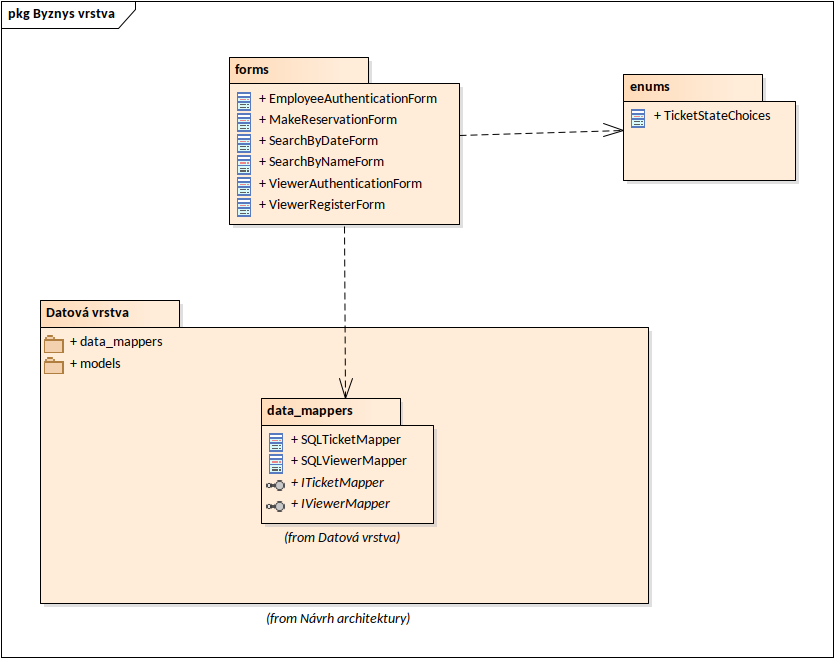 pkg Byznys vrstva
forms
+ EmployeeAuthenticationForm
+ MakeReservationForm
+ SearchByDateForm
+ SearchByNameForm
+ ViewerAuthenticationForm
+ ViewerRegisterForm
enums
+ TicketStateChoices
Datová vrstva
+ data_mappers
+ models
data_mappers
+ SQLTicketMapper
+ SQLViewerMapper
+ ITicketMapper
+ IViewerMapper
(from Datová vrstva)
(from Návrh architektury)